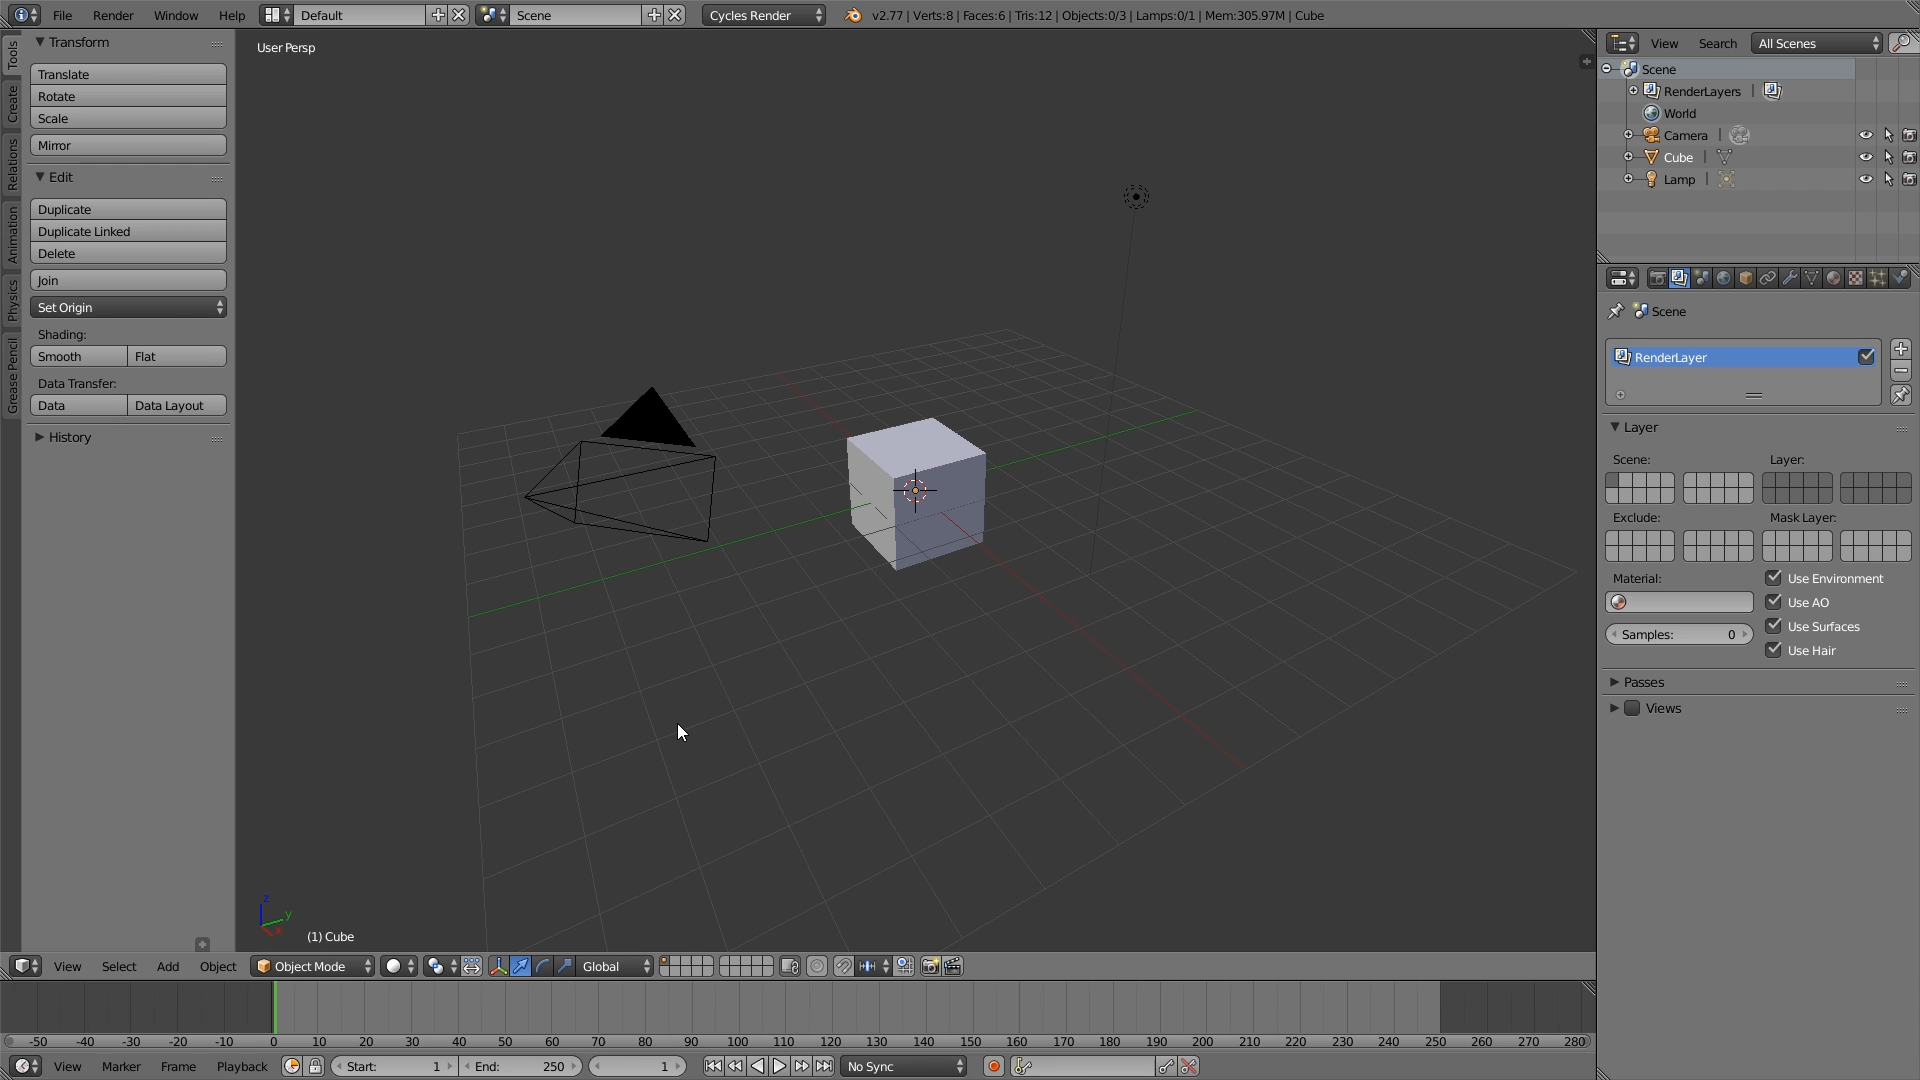 File Render Window Help Default Scene Cycles Render v2.77 | Verts:8 | Faces:6 | Tris:12 | Objects:0/3 | Lamps:0/1 | Mem:305.97M | Cube
Tools
Create
Relations
Animation
Physics
Grease Pencil
Transform
Translate
Rotate
Scale
Mirror
Edit
Duplicate
Duplicate Linked
Delete
Join
Set Origin
Shading:
Smooth Flat
Data Transfer:
Data Data Layout
History
User Persp
z
y
x
(1) Cube
View Select Add Object Object Mode Global
-50 -40 -30 -20 -10 0 10 20 30 40 50 60 70 80 90 100 110 120 130 140 150 160 170 180 190 200 210 220 230 240 250 260 270 280
View Marker Frame Playback Start: 1 End: 250 1 No Sync
View Search All Scenes
Scene
RenderLayers |
World
Camera |
Cube |
Lamp |
Scene
RenderLayer
Layer
Scene: Layer:
Exclude: Mask Layer:
Material: Use Environment
Use AO
Samples: 0 Use Surfaces
Use Hair
Passes
Views